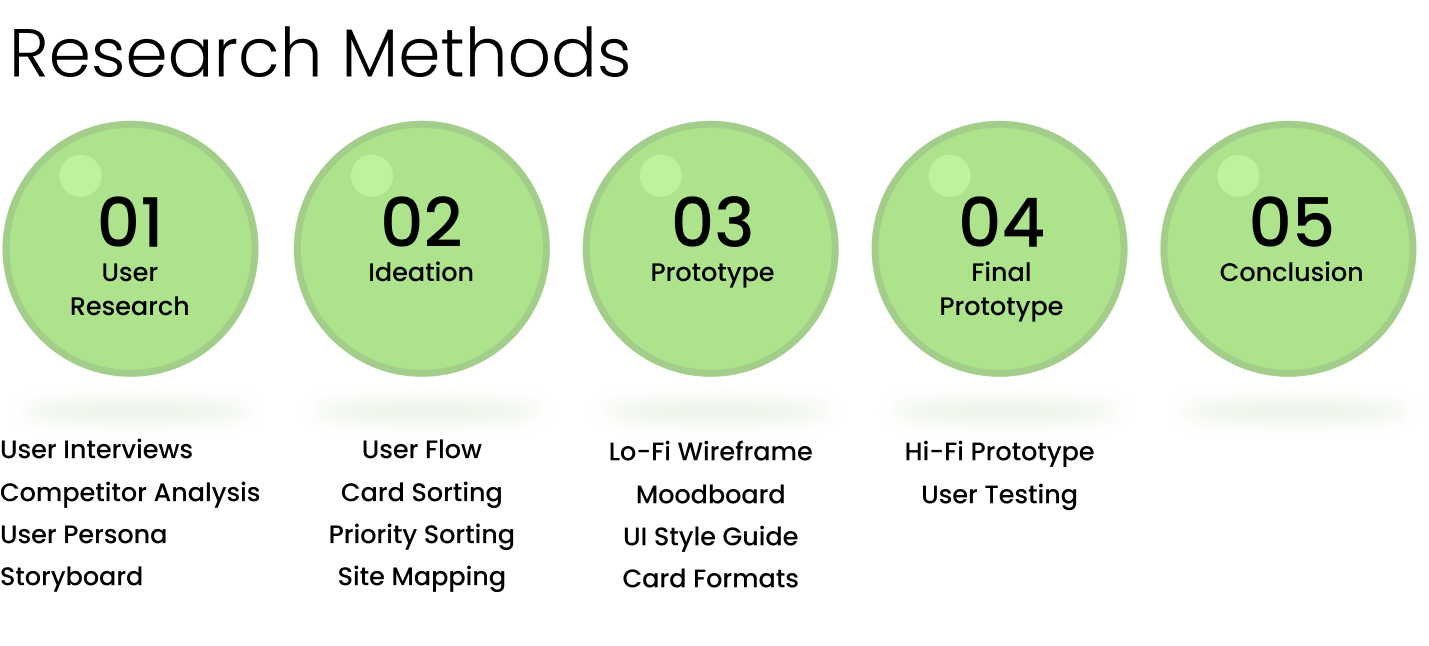 Research Methods
01
User
Research
User Interviews
Competitor Analysis
User Persona
Storyboard
02
Ideation
User Flow
Card Sorting
Priority Sorting
Site Mapping
03
Prototype
Lo-Fi Wireframe
Moodboard
UI Style Guide
Card Formats
04
Final
Prototype
Hi-Fi Prototype
User Testing
05
Conclusion